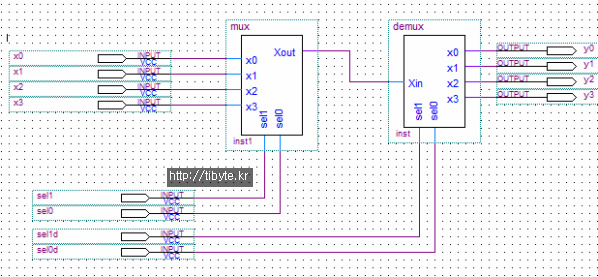 mux
demux
x0 INPUT VCC
x1 INPUT VCC
x2 INPUT VCC
x3 INPUT VCC
Xout
x0
x1
x2
x3
sel1
sel0
inst1
Xin
x0
x1
x2
x3
sel1
sel0
inst
OUTPUT y0
OUTPUT y1
OUTPUT y2
OUTPUT y3
http://tibyte.kr
sel1 INPUT VCC
sel0 INPUT VCC
sel1d INPUT VCC
sel0d INPUT VCC